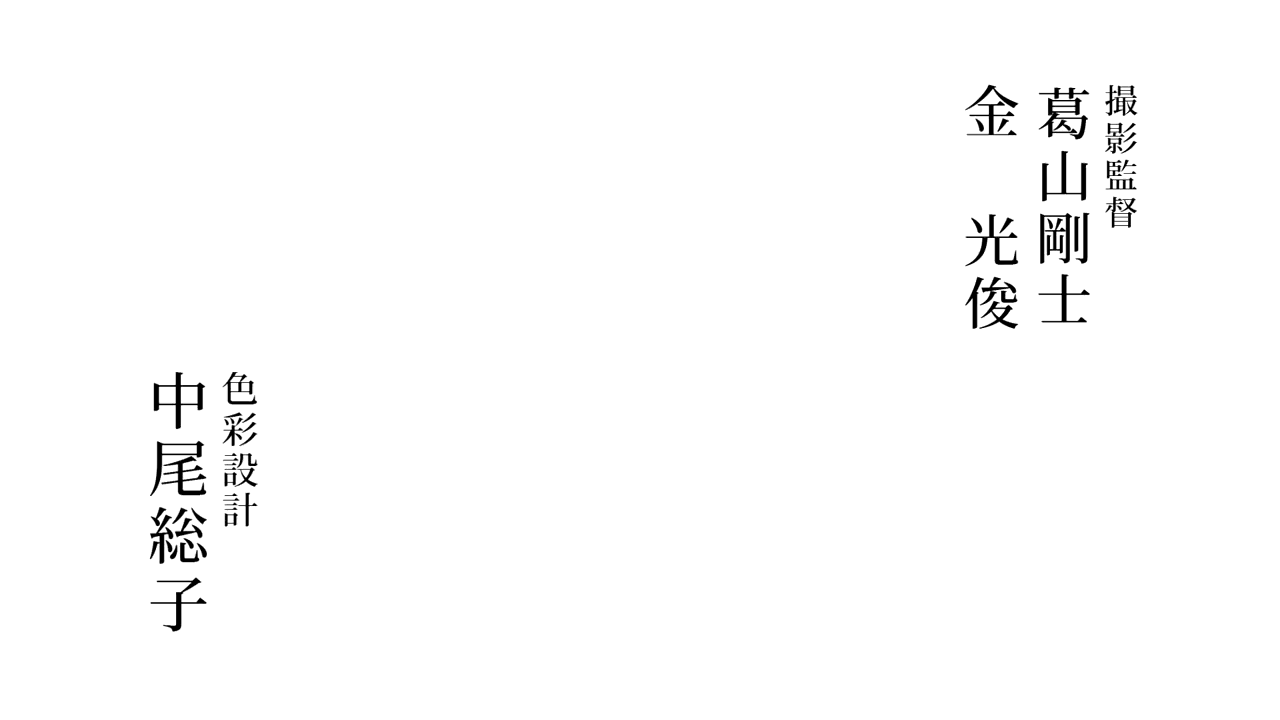 撮影監督
葛山剛士
金　光俊
色彩設計
中尾総子